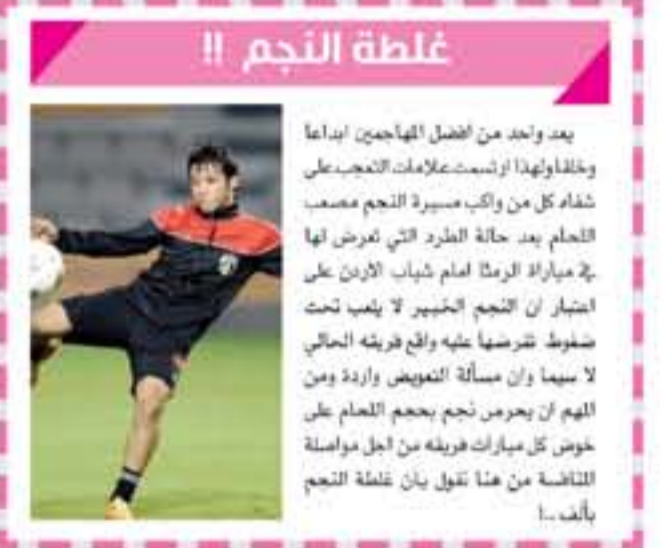 غلطة النجم !!
يعد واحد من افضل المهاجمين ابداعا
وخلقا ولهذا ارتسمت علامات التعجب على
شفاه كل من واكب مسيرة النجم مصعب
اللحام بعد حالة الطرد التي تعرض لها
في مباراة الرمثا امام شباب الاردن على
اعتبار ان النجم الخبير لا يلعب تحت
ضغوط تفرضها عليه واقع فريقه الحالي
لا سيما وان مسألة التعويض واردة ومن
المهم ان يحرص نجم بحجم اللحام على
خوض كل مباريات فريقه من اجل مواصلة
المنافسة من هنا نقول بان غلطة النجم
بألف ..!